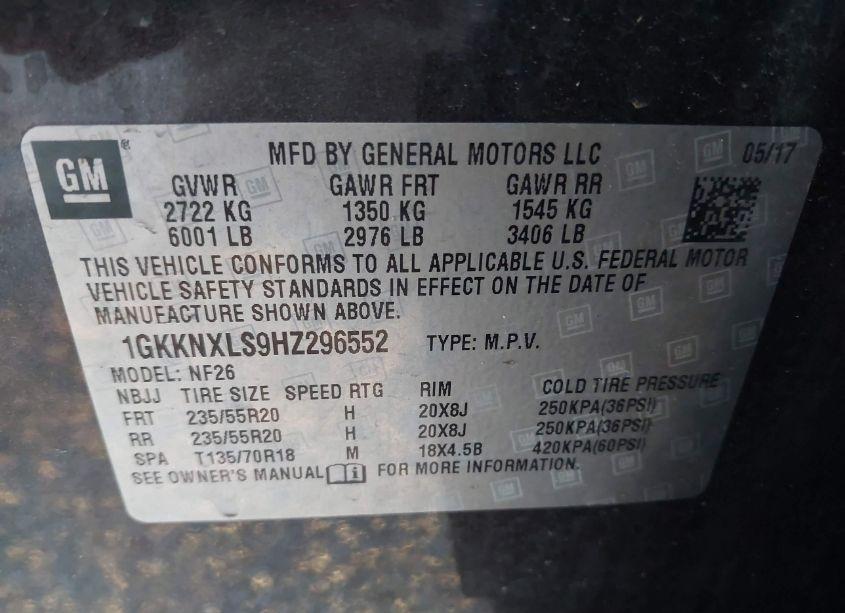 GM®
MFD BY GENERAL MOTORS LLC 05/17
GVWR GAWR FRT GAWR RR
2722 KG 1350 KG 1545 KG
6001 LB 2976 LB 3406 LB
THIS VEHICLE CONFORMS TO ALL APPLICABLE U.S. FEDERAL MOTOR
VEHICLE SAFETY STANDARDS IN EFFECT ON THE DATE OF
MANUFACTURE SHOWN ABOVE.
1GKKNXLS9HZ296552 TYPE: M.P.V.
MODEL: NF26
NBJJ TIRE SIZE SPEED RTG RIM COLD TIRE PRESSURE
FRT 235/55R20 H 20X8J 250KPA(36PSI)
RR 235/55R20 H 20X8J 250KPA(36PSI)
SPA T135/70R18 M 18X4.5B 420KPA(60PSI)
SEE OWNER'S MANUAL FOR MORE INFORMATION.